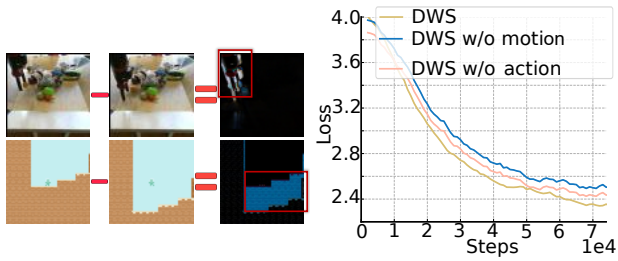 DWS
DWS w/o motion
DWS w/o action
4.0
3.6
3.2
2.8
2.4
Loss
0 1 2 3 4 5 6 7
1e4
Steps